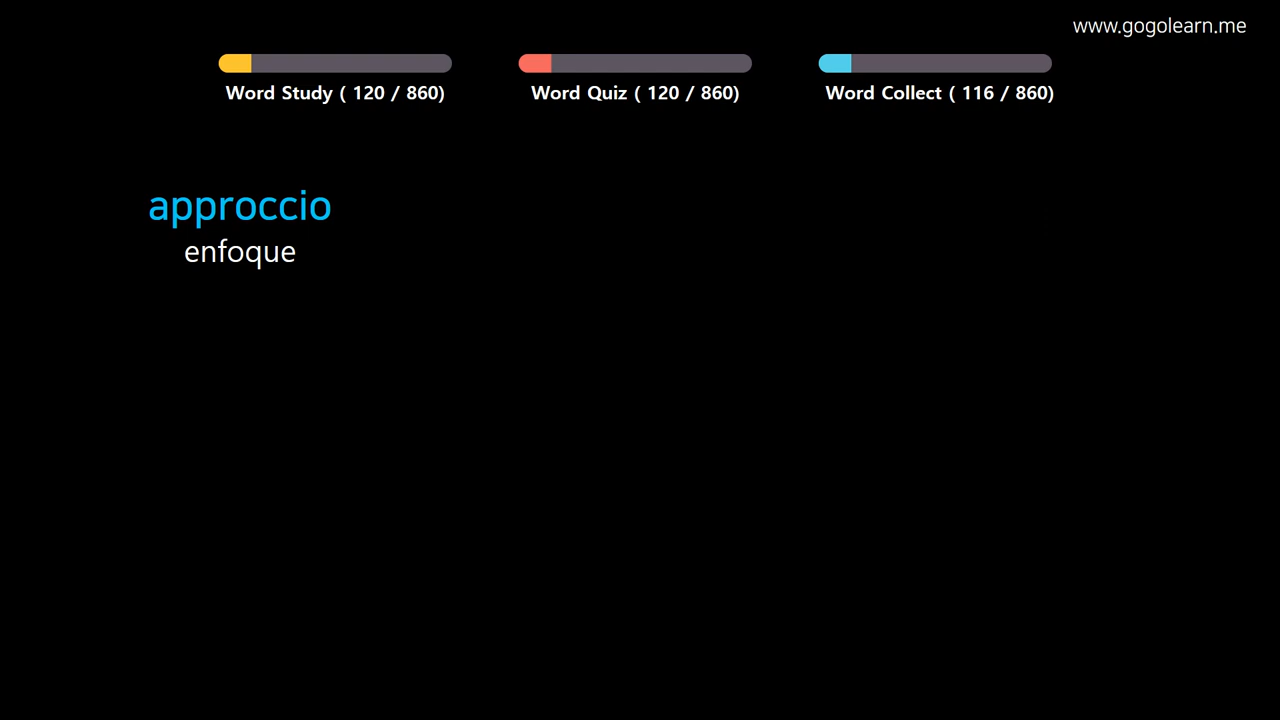 www.gogolearn.me
Word Study ( 120 / 860)
Word Quiz ( 120 / 860)
Word Collect ( 116 / 860)
approccio
enfoque